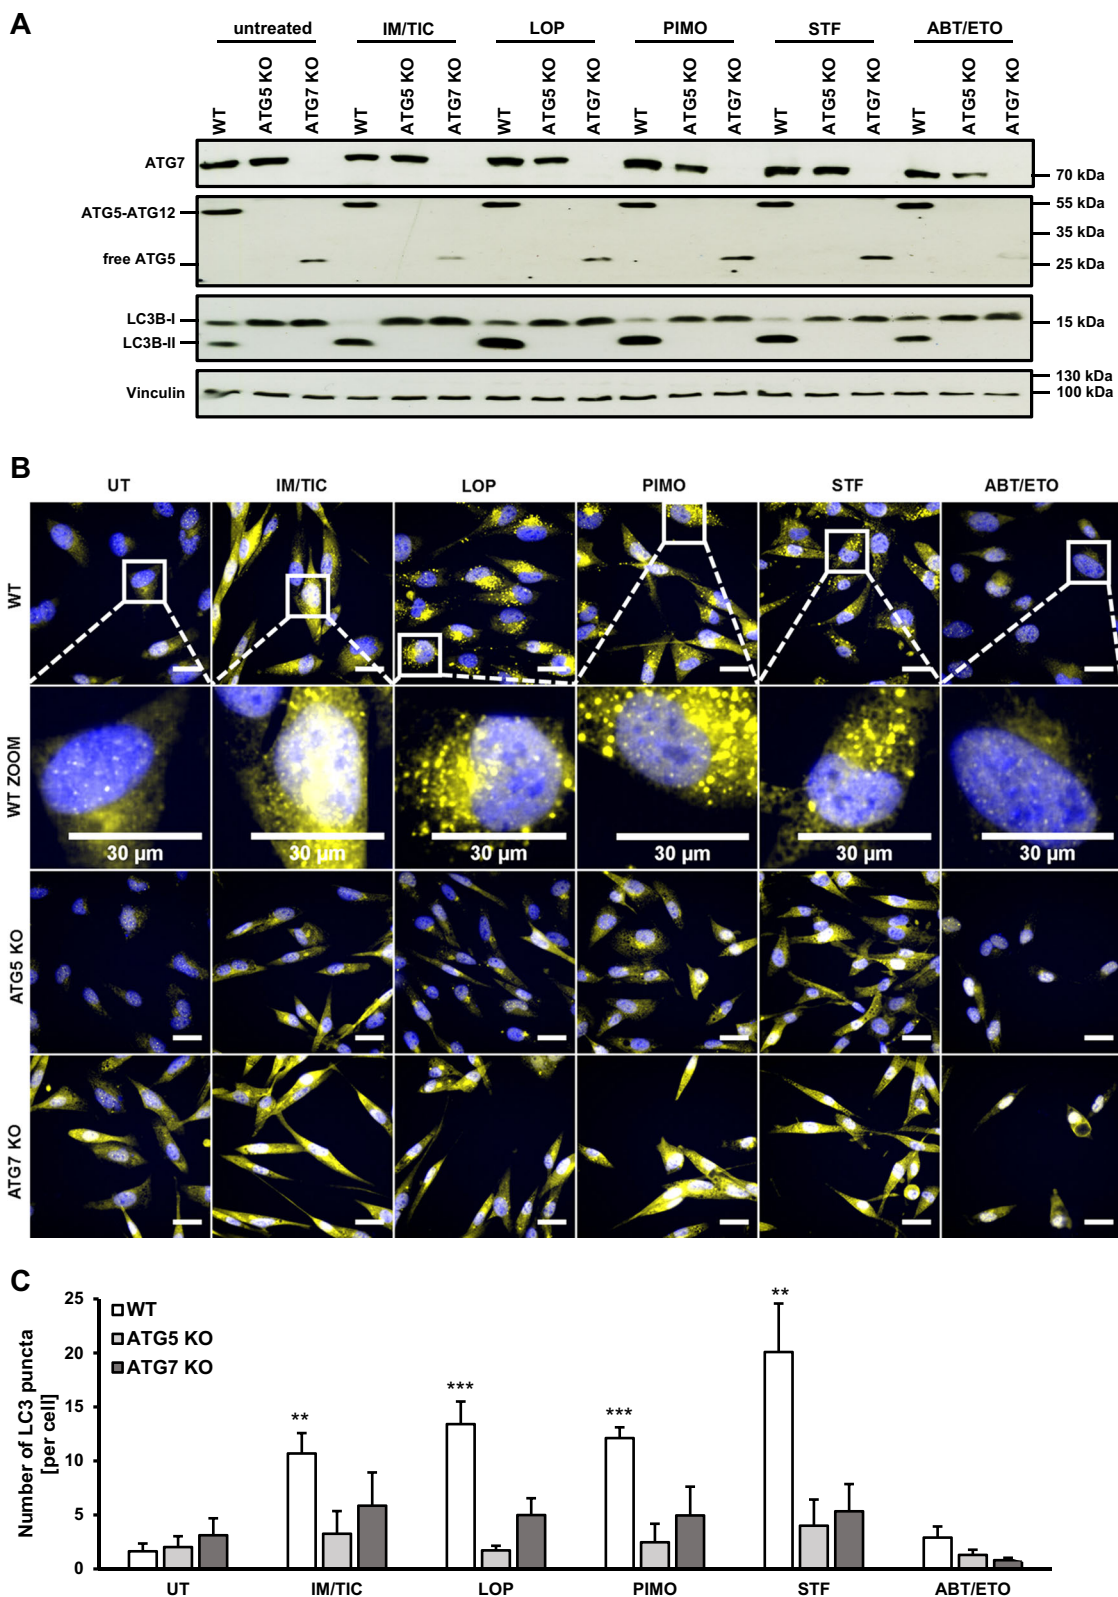 A
untreated IM/TIC LOP PIMO STF ABT/ETO
WT ATG5 KO ATG7 KO WT ATG5 KO ATG7 KO WT ATG5 KO ATG7 KO WT ATG5 KO ATG7 KO WT ATG5 KO ATG7 KO WT ATG5 KO ATG7 KO
ATG7
70 kDa
ATG5-ATG12
55 kDa
35 kDa
free ATG5
25 kDa
LC3B-I
15 kDa
LC3B-II
130 kDa
Vinculin
100 kDa
B
UT IM/TIC LOP PIMO STF ABT/ETO
WT
WT ZOOM
30 µm 30 µm 30 µm 30 µm 30 µm 30 µm
ATG5 KO
ATG7 KO
C
Number of LC3 puncta
[per cell]
25
20
15
10
5
0
WT
ATG5 KO
ATG7 KO
** *** *** **
UT IM/TIC LOP PIMO STF ABT/ETO